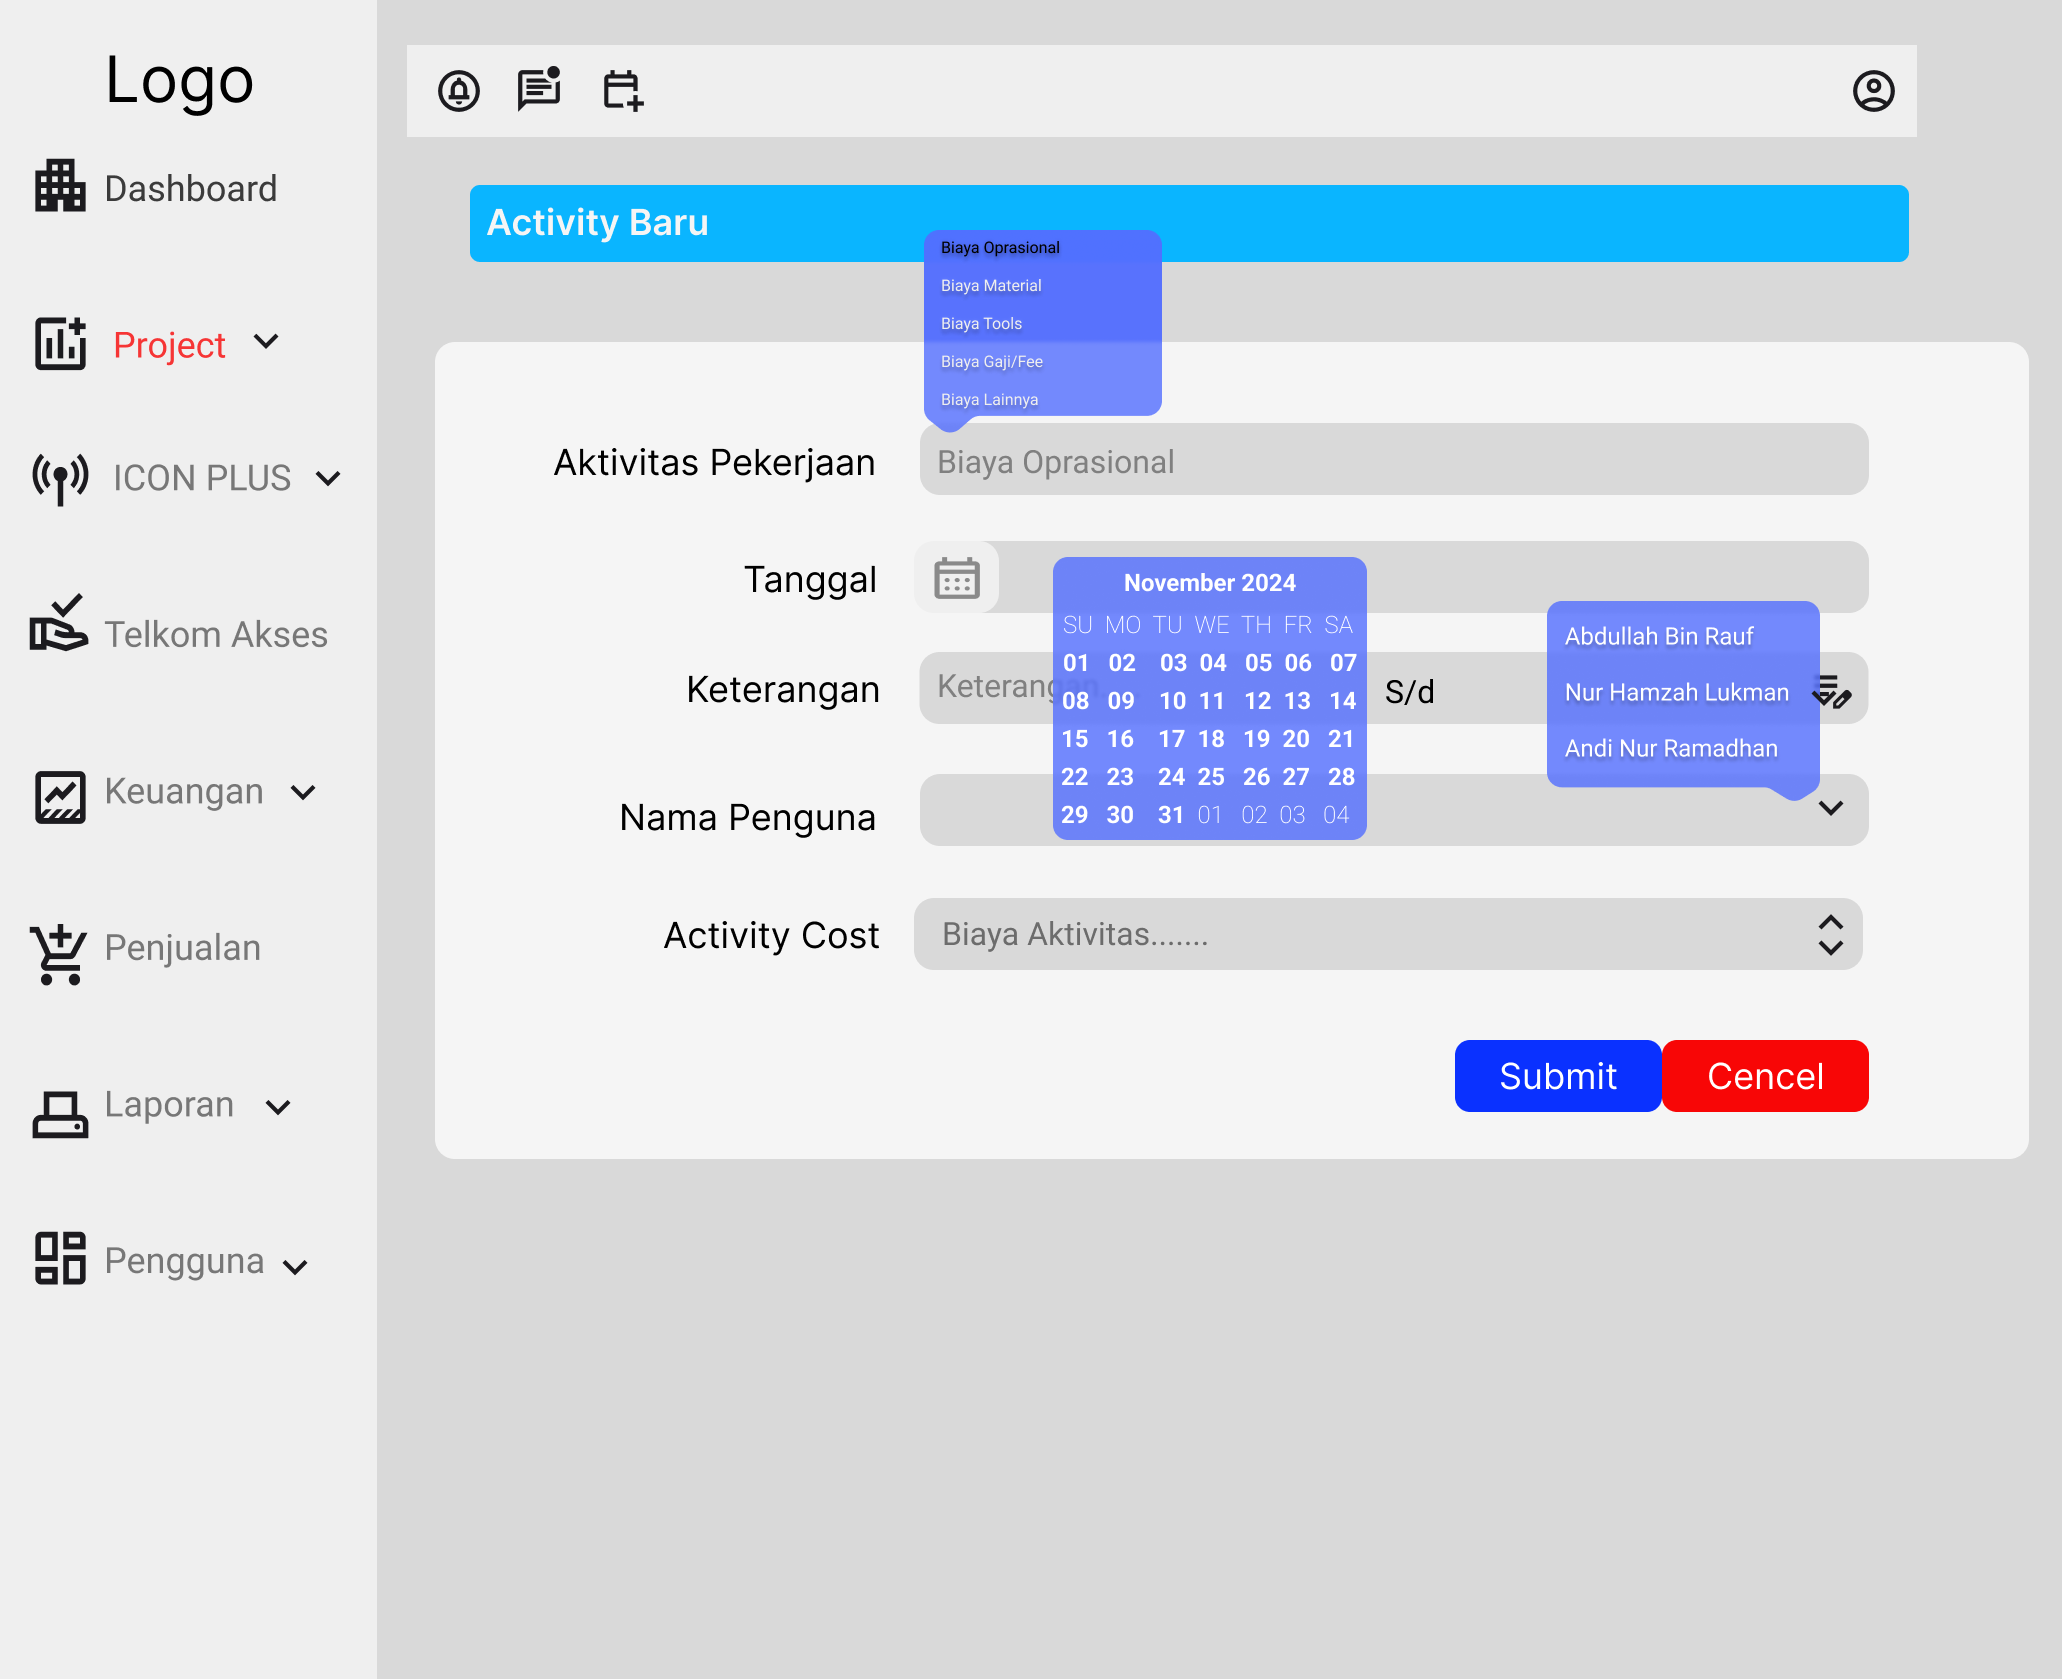 Logo
Dashboard
Project
ICON PLUS
Telkom Akses
Keuangan
Penjualan
Laporan
Pengguna
Activity Baru
Biaya Oprasional
Biaya Material
Biaya Tools
Biaya Gaji/Fee
Biaya Lainnya
Aktivitas Pekerjaan
Biaya Oprasional
Tanggal
November 2024
SU MO TU WE TH FR SA
01 02 03 04 05 06 07
08 09 10 11 12 13 14
15 16 17 18 19 20 21
22 23 24 25 26 27 28
29 30 31 01 02 03 04
Keterangan
Keterangan...
S/d
Abdullah Bin Rauf
Nur Hamzah Lukman
Andi Nur Ramadhan
Nama Penguna
Activity Cost
Biaya Aktivitas.......
Submit
Cencel